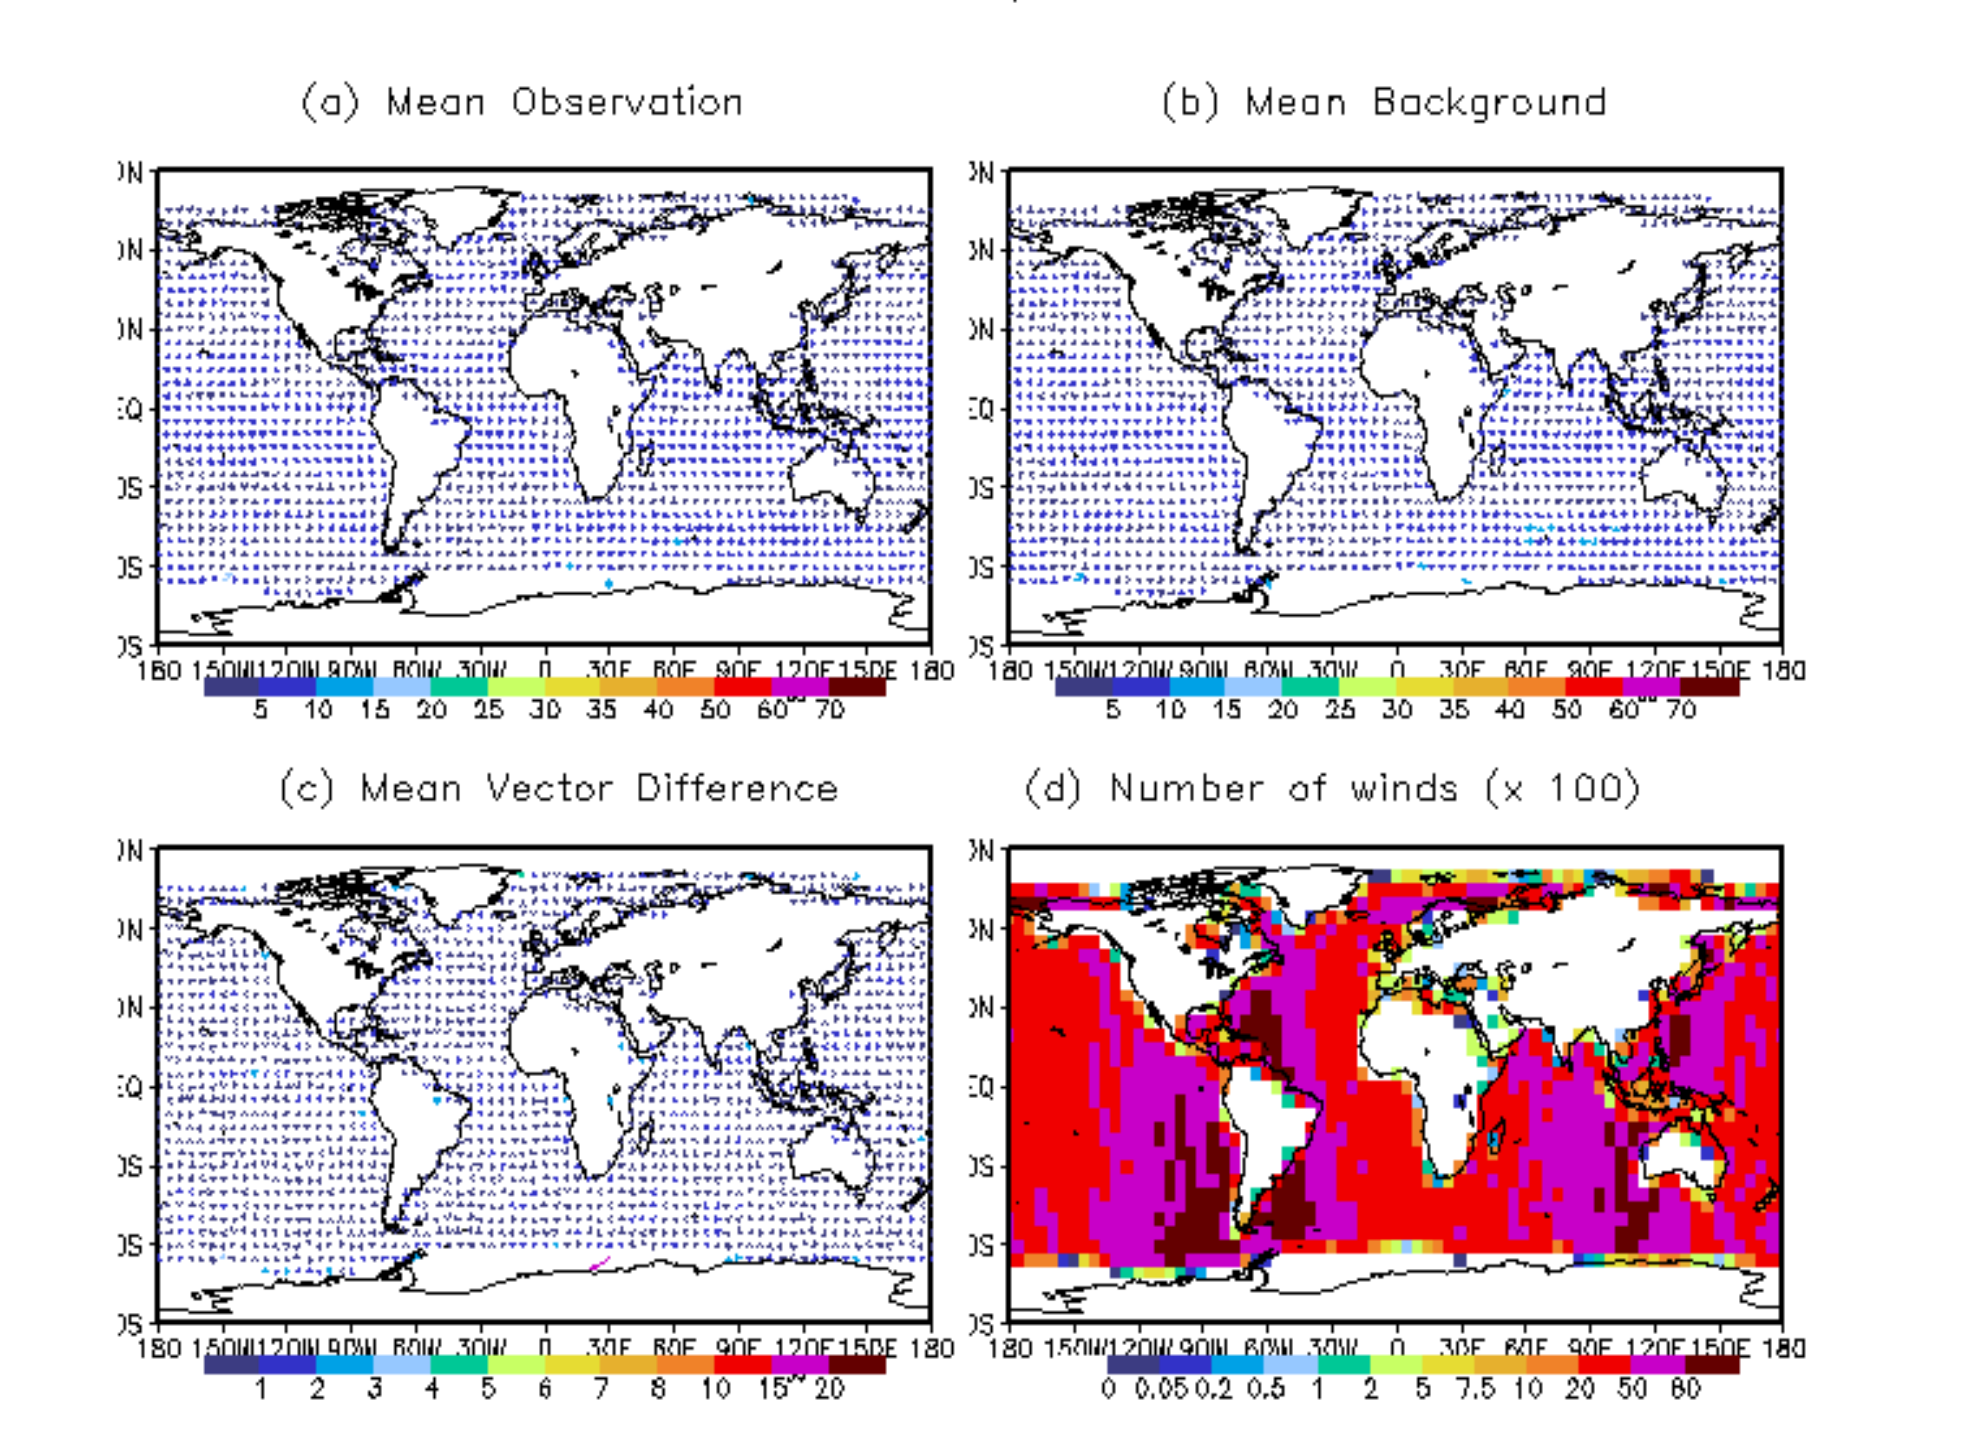 (a) Mean Observation
(b) Mean Background
180 150W 120W 90W 60W 30W 0 30E 60E 90E 120E 150E 180
180 150W 120W 90W 60W 30W 0 30E 60E 90E 120E 150E 180
5 10 15 20 25 30 35 40 50 60 70
5 10 15 20 25 30 35 40 50 60 70
(c) Mean Vector Difference
(d) Number of winds (x 100)
180 150W 120W 90W 60W 30W 0 30E 60E 90E 120E 150E 180
180 150W 120W 90W 60W 30W 0 30E 60E 90E 120E 150E 180
1 2 3 4 5 6 7 8 10 15 20
0 0.05 0.2 0.5 1 2 5 7.5 10 20 50 80